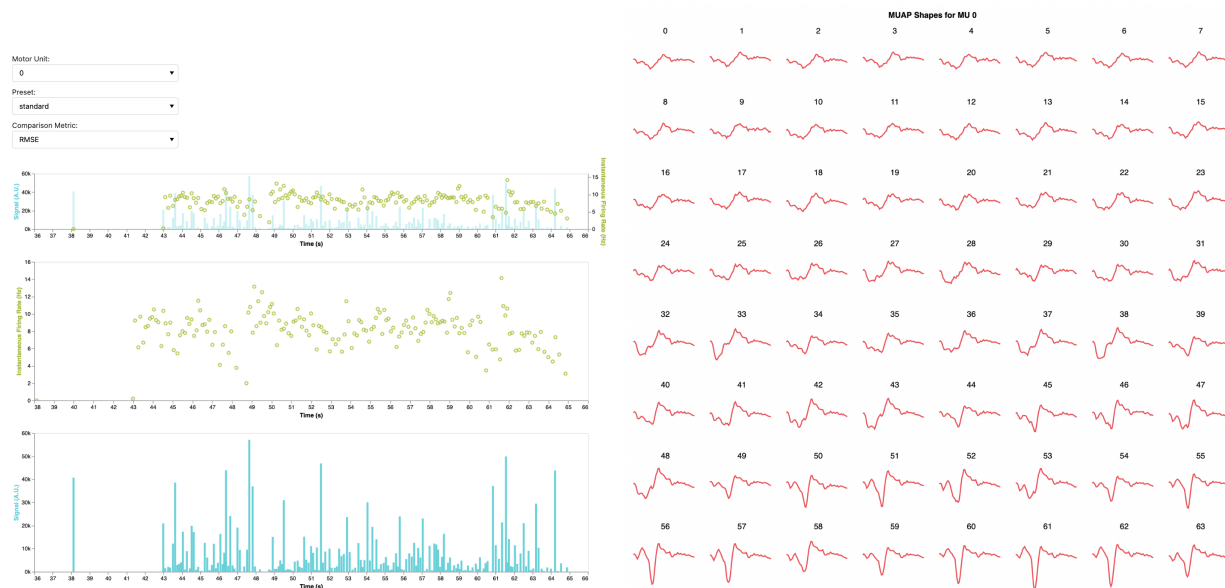 Motor Unit:
0
Preset:
standard
Comparison Metric:
RMSE
Signal (A.U.)
60k
40k
20k
0k
Instantaneous Firing Rate (Hz)
15
10
5
0
36 37 38 39 40 41 42 43 44 45 46 47 48 49 50 51 52 53 54 55 56 57 58 59 60 61 62 63 64 65 66
Time (s)
Instantaneous Firing Rate (Hz)
16
14
12
10
8
6
4
2
0
38 39 40 41 42 43 44 45 46 47 48 49 50 51 52 53 54 55 56 57 58 59 60 61 62 63 64 65 66
Time (s)
Signal (A.U.)
60k
50k
40k
30k
20k
10k
0k
36 37 38 39 40 41 42 43 44 45 46 47 48 49 50 51 52 53 54 55 56 57 58 59 60 61 62 63 64 65 66
Time (s)
MUAP Shapes for MU 0
0 1 2 3 4 5 6 7
8 9 10 11 12 13 14 15
16 17 18 19 20 21 22 23
24 25 26 27 28 29 30 31
32 33 34 35 36 37 38 39
40 41 42 43 44 45 46 47
48 49 50 51 52 53 54 55
56 57 58 59 60 61 62 63